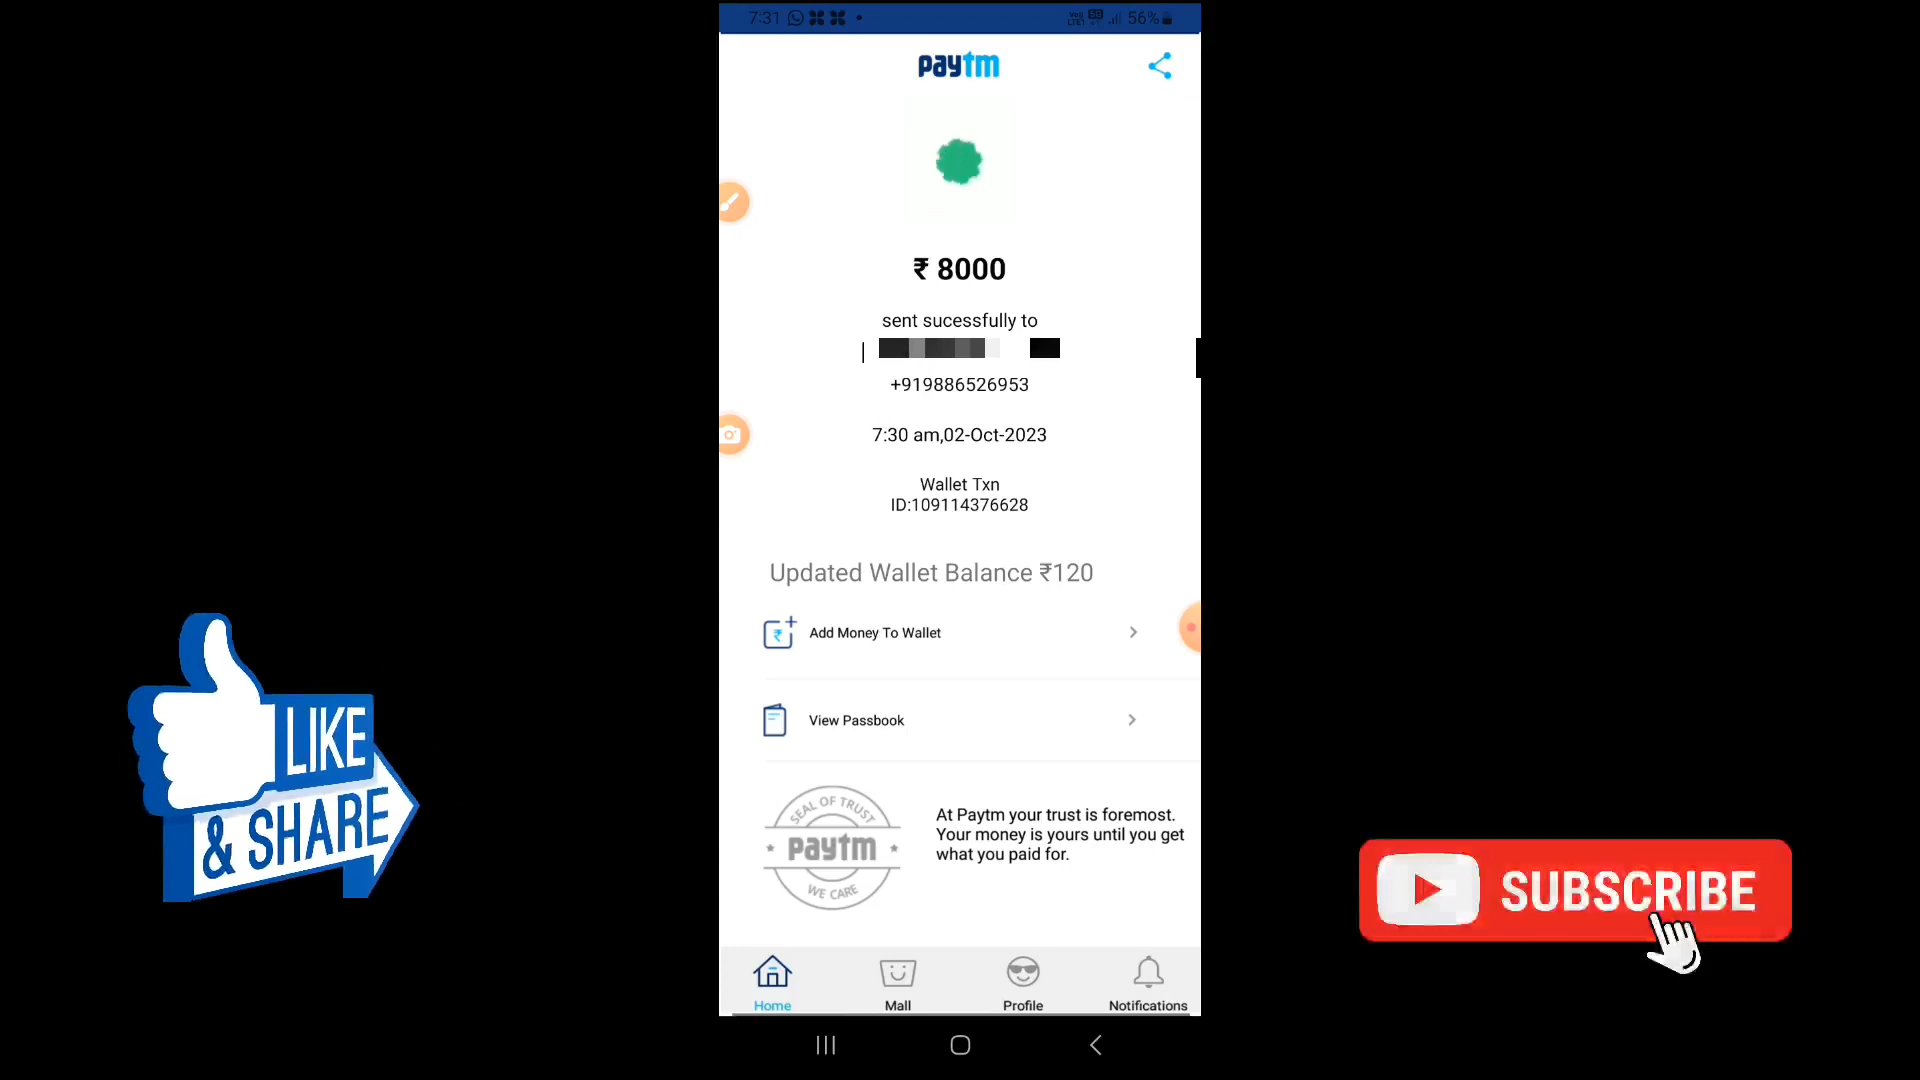 7:31
56%
paytm
₹ 8000
sent sucessfully to
+919886526953
7:30 am,02-Oct-2023
Wallet Txn
ID:109114376628
Updated Wallet Balance ₹120
Add Money To Wallet
View Passbook
SEAL OF TRUST
paytm
WE CARE
At Paytm your trust is foremost.
Your money is yours until you get
what you paid for.
Home
Mall
Profile
Notifications
LIKE
& SHARE
SUBSCRIBE